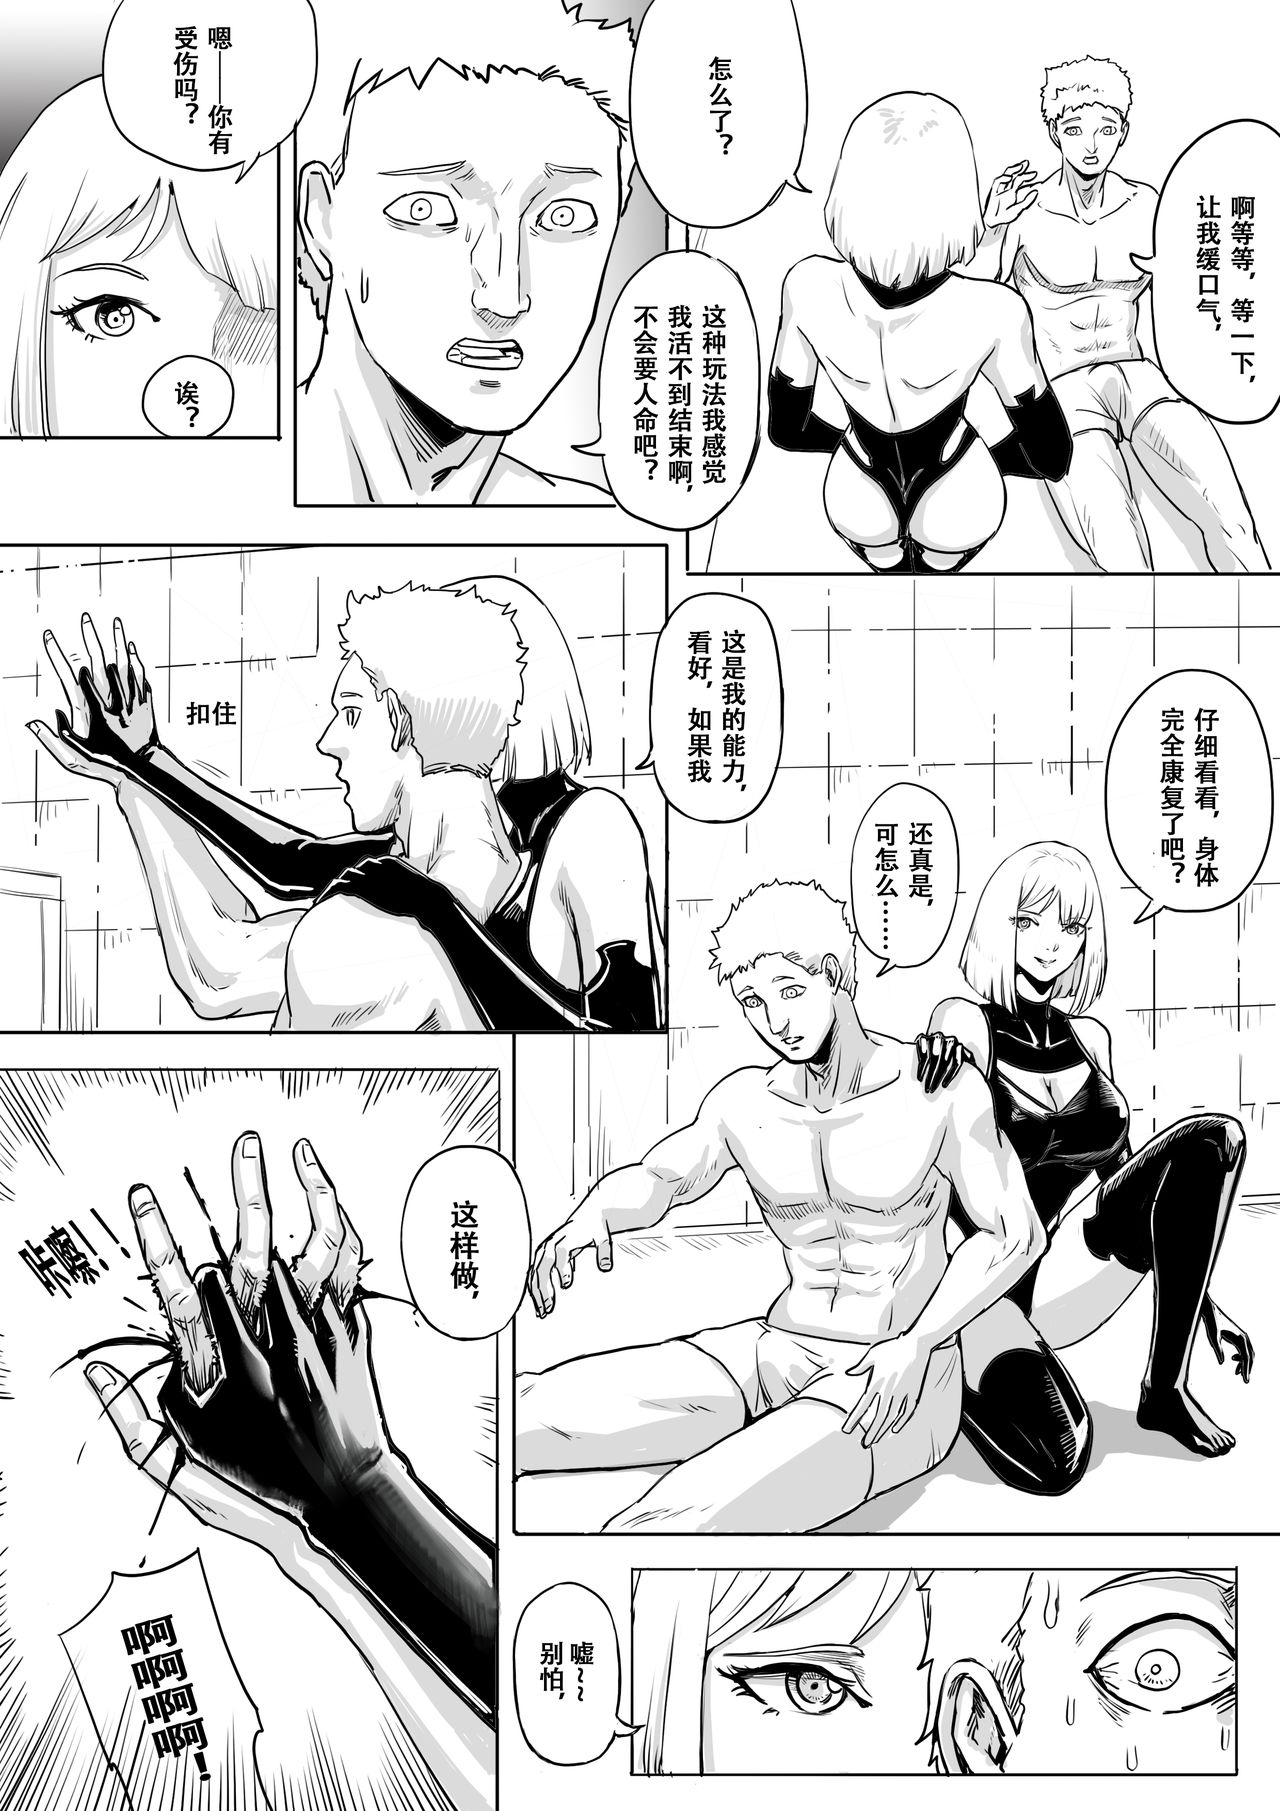 啊等等，等一下，
让我缓口气，
怎么了？
这种玩法我感觉
我活不到结束啊，
不会要人命吧？
嗯——你有
受伤吗？
诶？
仔细看看，身体
完全康复了吧？
还真是，
可怎么……
这是我的能力，
看好，如果我
扣住
这样做，
咔嚓！！
啊啊啊啊！
嘘~~
别怕，